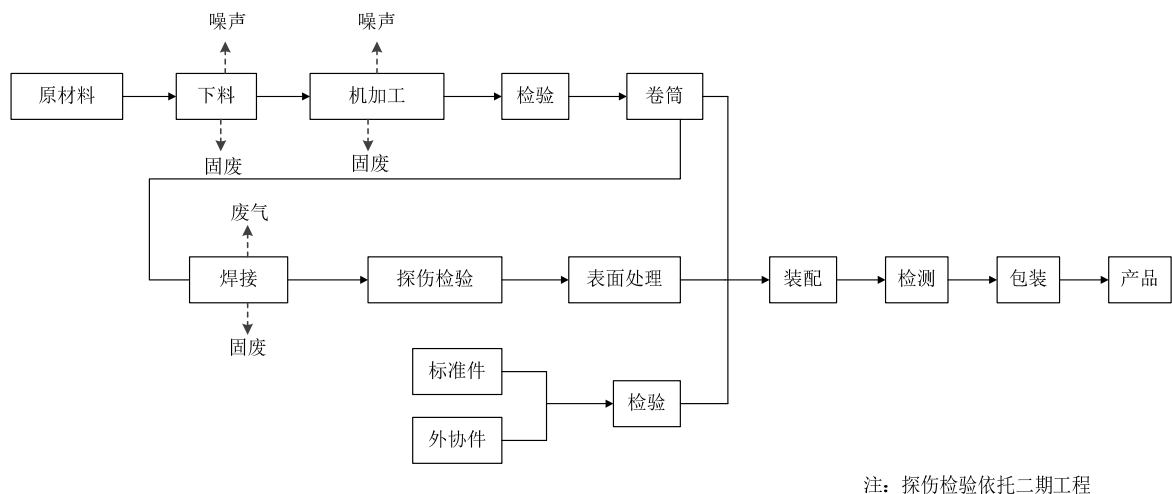 噪声
噪声
原材料
下料
机加工
检验
卷筒
固废
固废
废气
焊接
探伤检验
表面处理
装配
检测
包装
产品
固废
标准件
检验
外协件
注：探伤检验依托二期工程